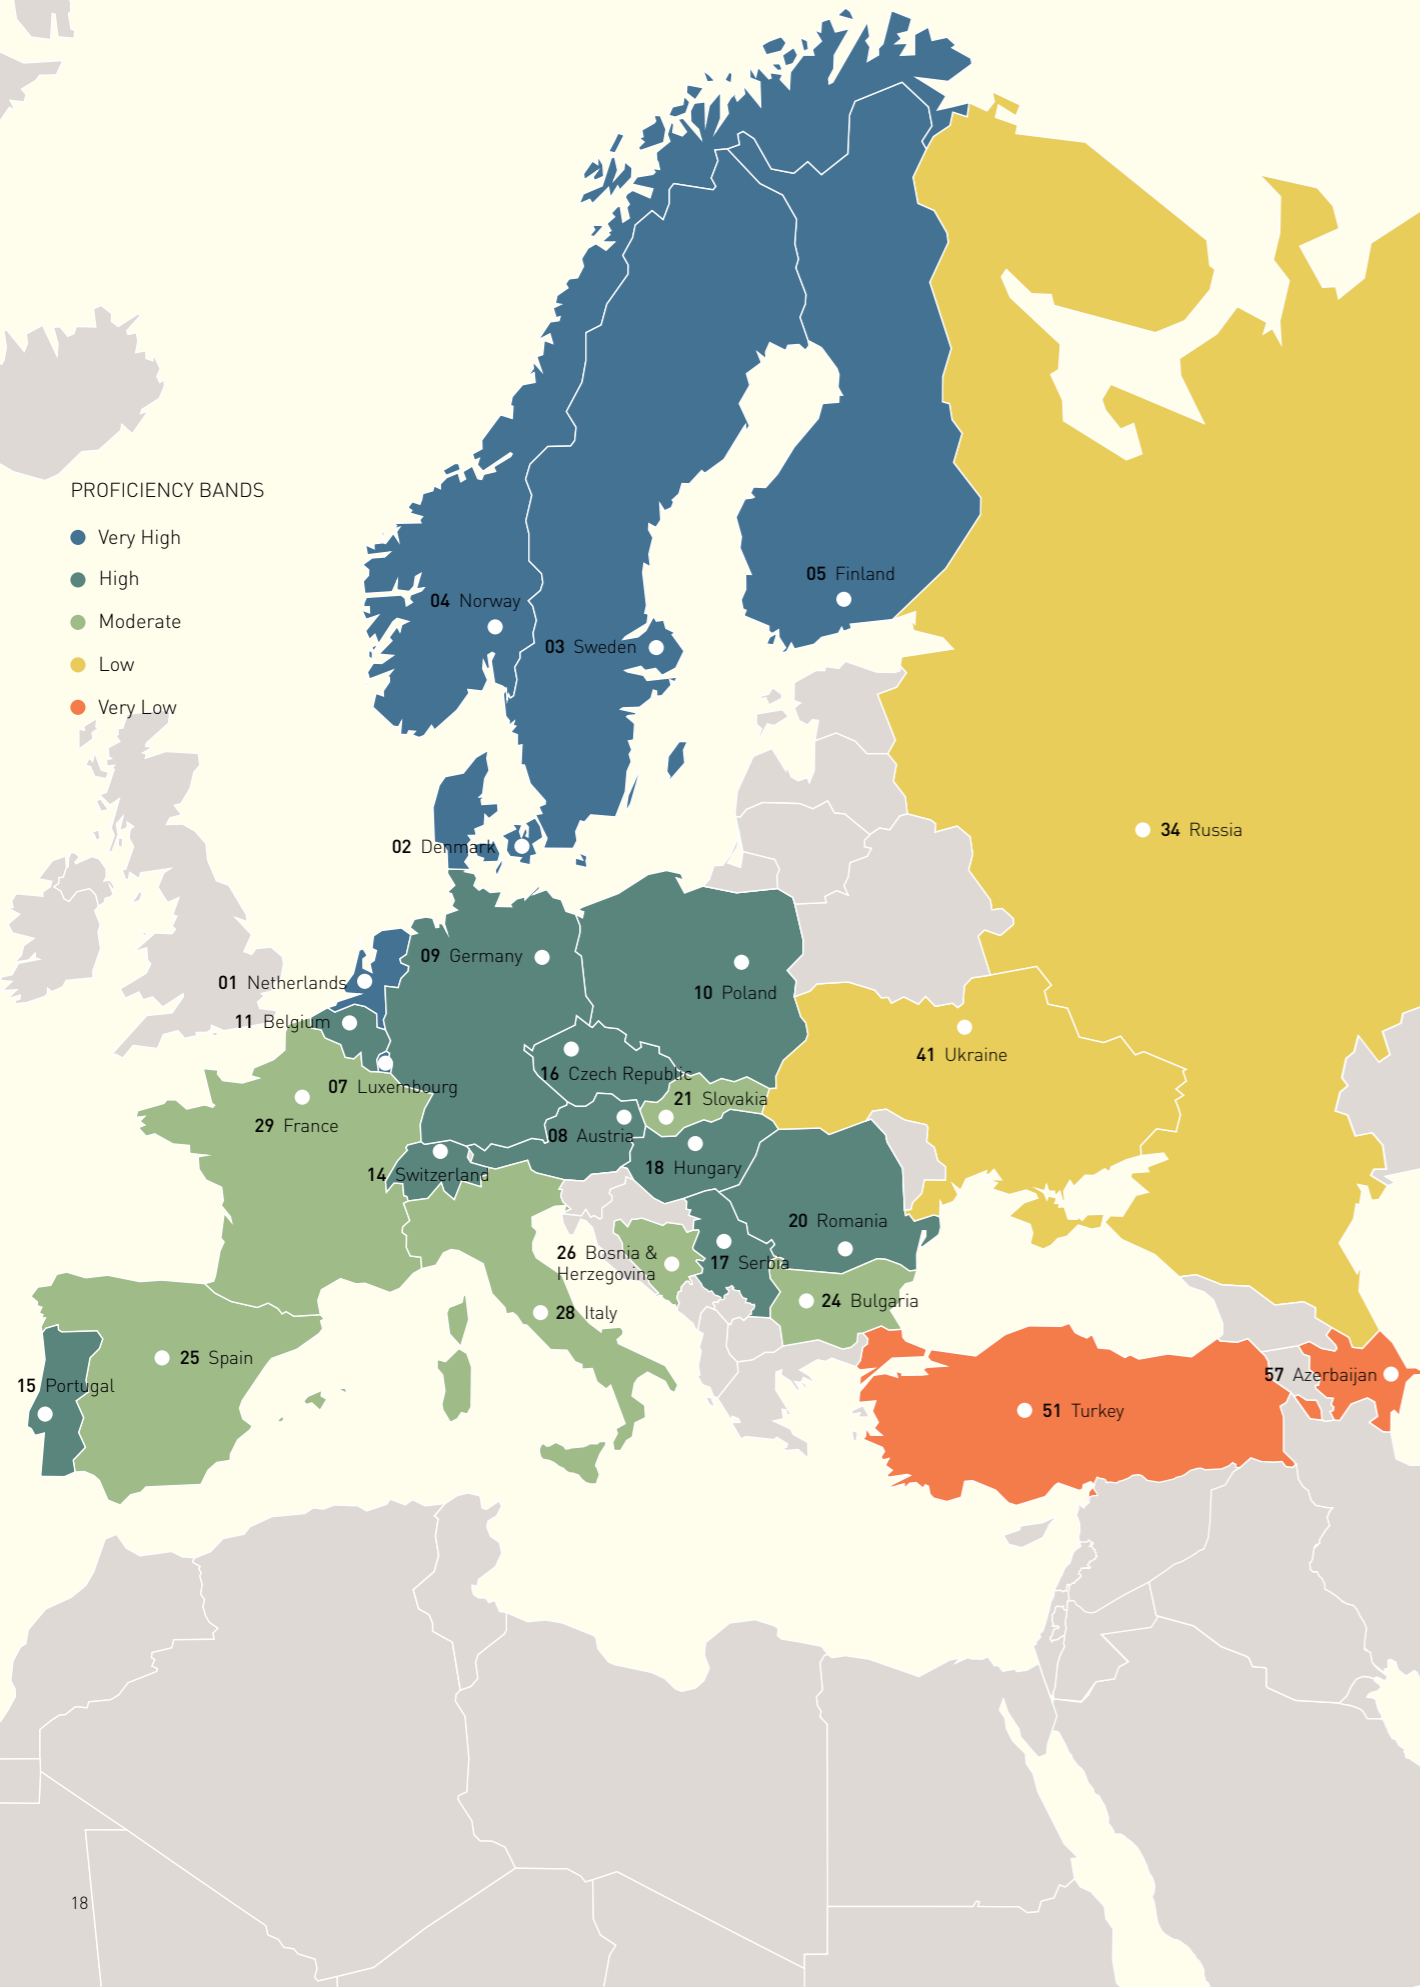 PROFICIENCY BANDS
Very High
High
Moderate
Low
Very Low
05 Finland
04 Norway
03 Sweden
34 Russia
02 Denmark
09 Germany
01 Netherlands
10 Poland
11 Belgium
41 Ukraine
16 Czech Republic
07 Luxembourg
21 Slovakia
29 France
08 Austria
14 Switzerland
18 Hungary
20 Romania
26 Bosnia &
Herzegovina
17 Serbia
24 Bulgaria
28 Italy
25 Spain
57 Azerbaijan
15 Portugal
51 Turkey
18